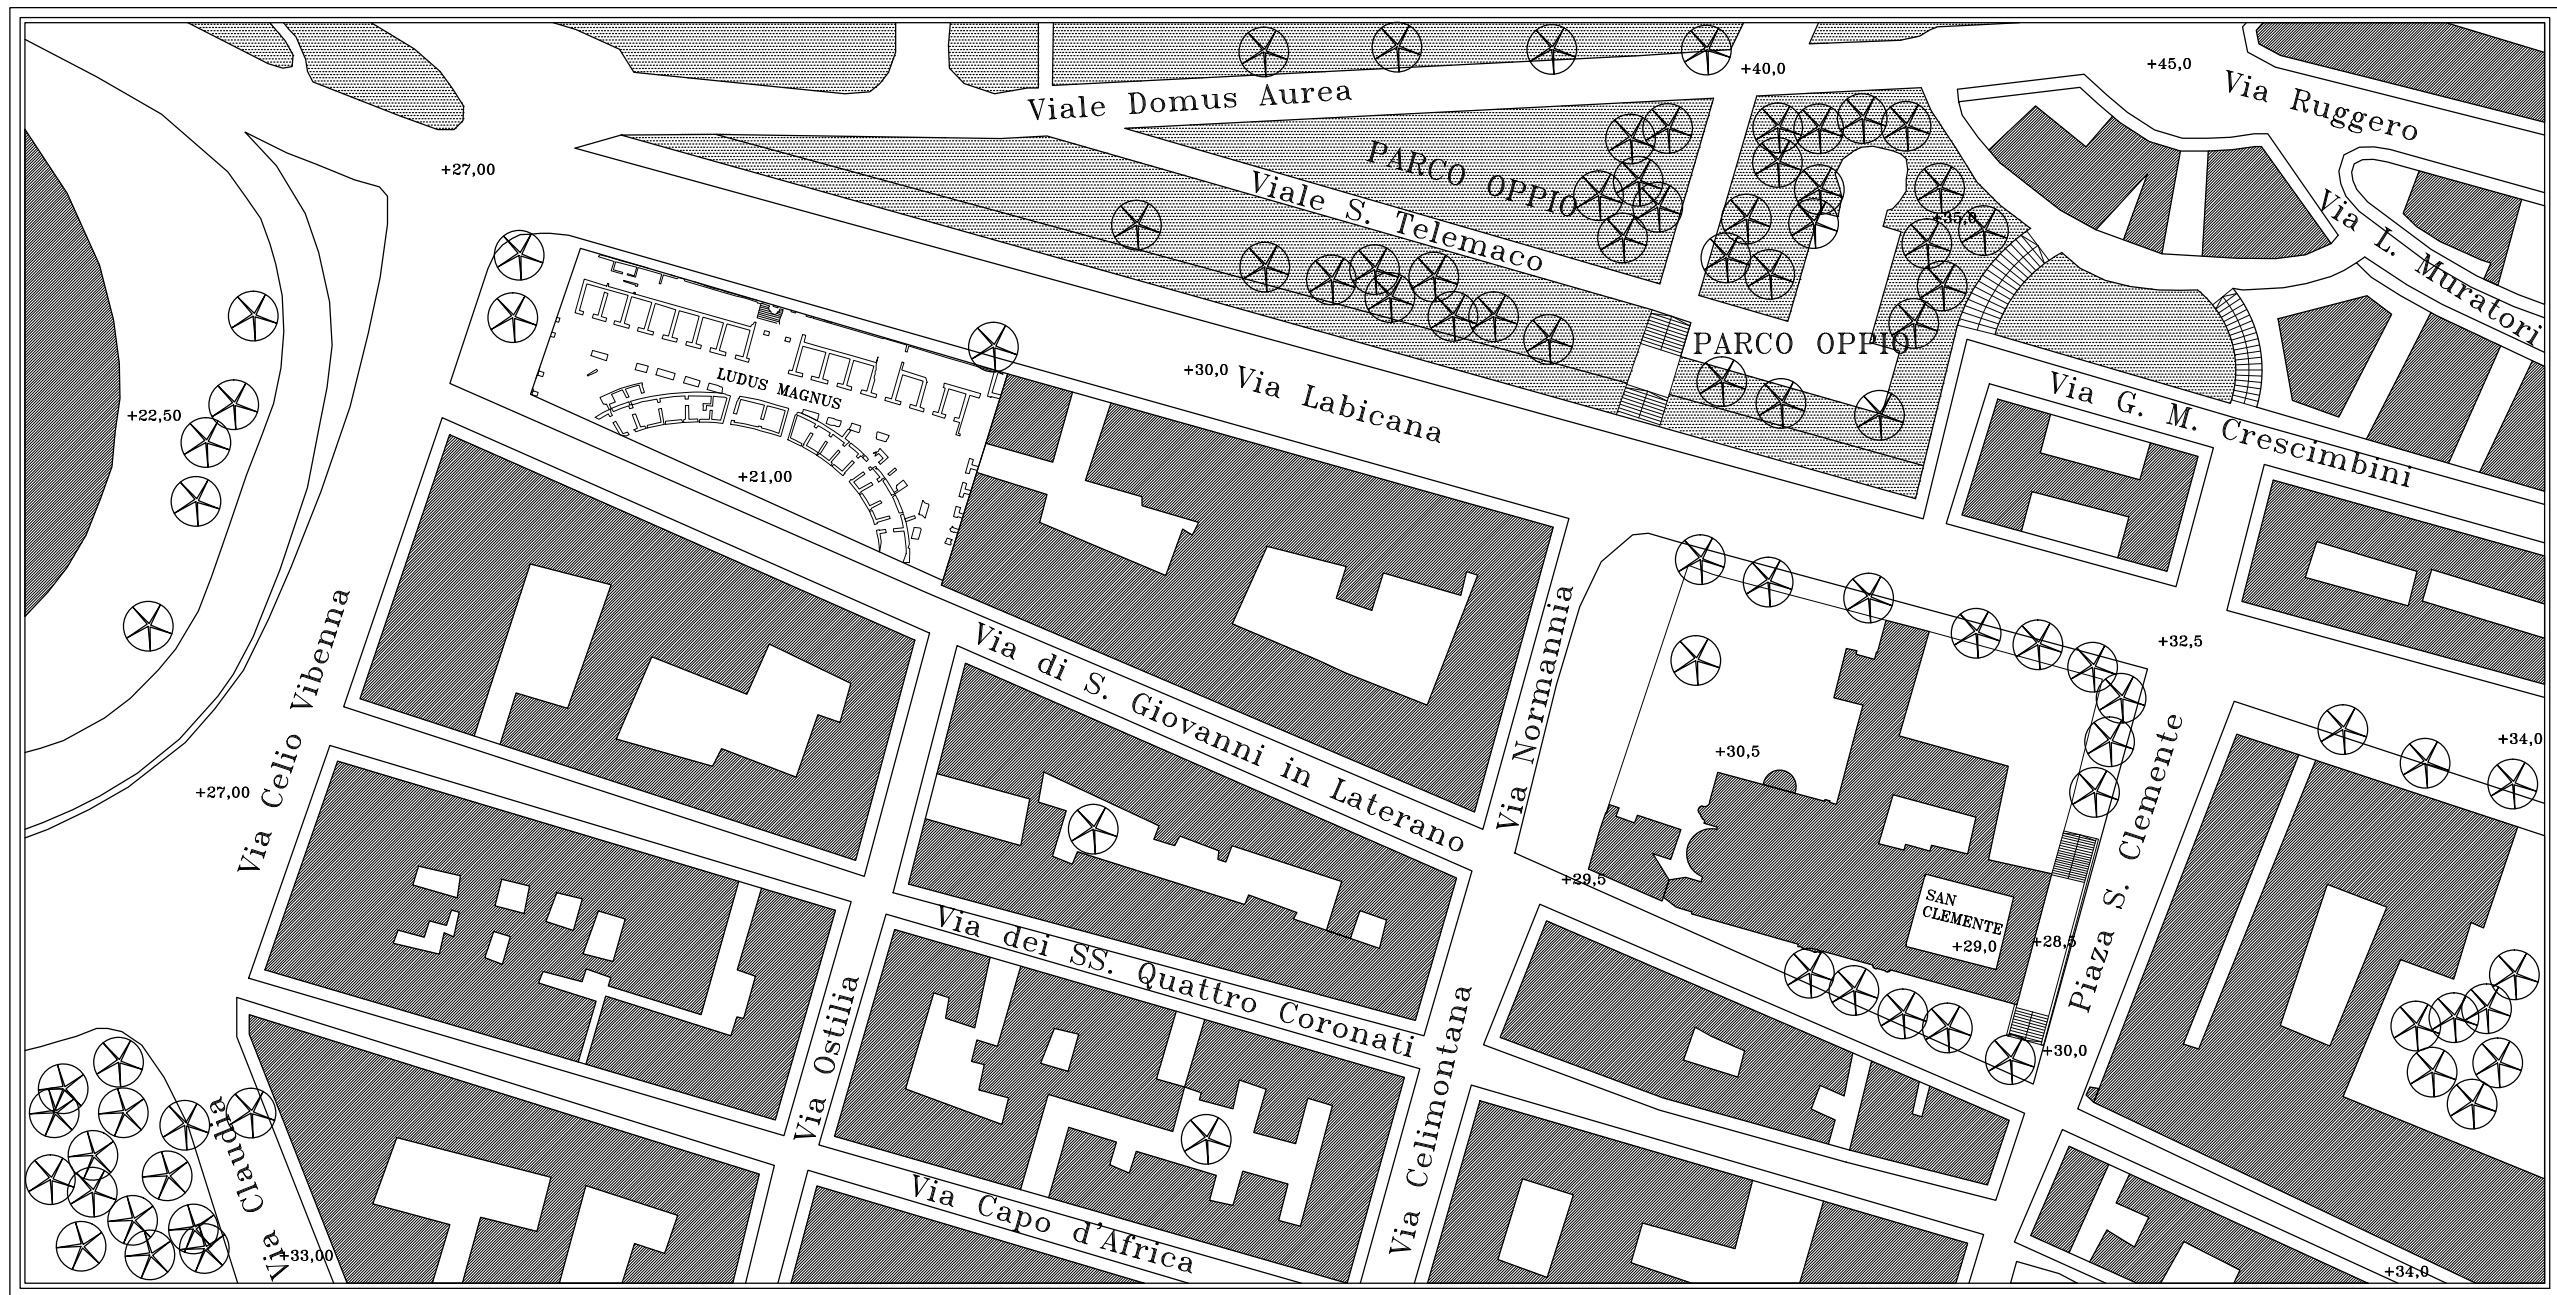 +40,0
+45,0
Via Ruggero
Viale Domus Aurea
+27,00
PARCO OPPIO
Viale S. Telemaco
+35,0
Via L. Muratori
PARCO OPPIO
+30,0
Via Labicana
LUDUS MAGNUS
+22,50
+21,00
Via G. M. Crescimbini
+32,5
Via Celio Vibenna
Via di S. Giovanni in Laterano
Via Normannia
+30,5
Piaza S. Clemente
+34,0
+27,00
+29,5
SAN
CLEMENTE
+29,0
+28,5
Via dei SS. Quattro Coronati
Via Ostilia
Via Celimontana
+30,0
Via Claudia
Via
+33,00
Via Capo d'Africa
+34,0